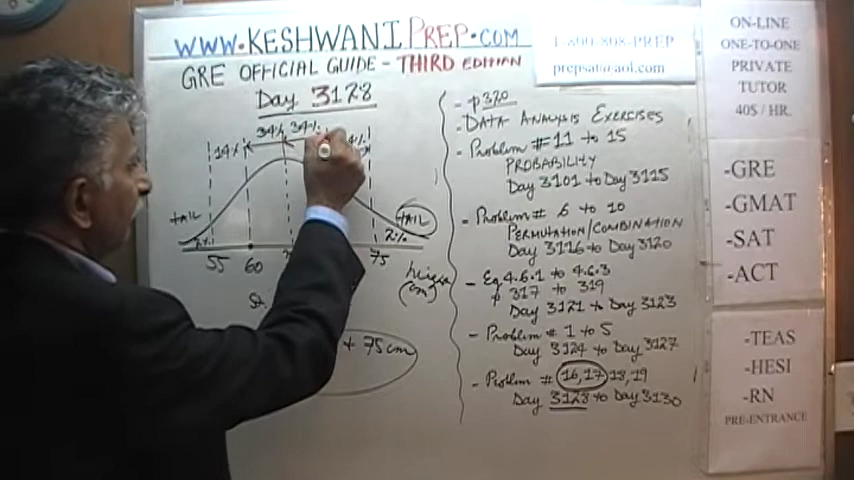 WWW.KESHWANIPREP.COM
GRE OFFICIAL GUIDE - THIRD EDITION
Day 3128
34% 34%
14%
TAIL
TAIL
2%
2%
55 60
75
(cm)
+ 75cm
1-800-808-PREP
prepsat@aol.com
- p 320
- DATA ANALYSIS EXERCISES
- Problem # 11 to 15
PROBABILITY
Day 3101 to Day 3115
- Problem # 6 to 10
PERMUTATION/COMBINATION
Day 3116 to Day 3120
- Eg 4.6.1 to 4.6.3
p 317 to 319
Day 3121 to Day 3123
- Problem # 1 to 5
Day 3124 to Day 3127
- Problem # 16,17 18,19
Day 3128 to Day 3130
ON-LINE
ONE-TO-ONE
PRIVATE
TUTOR
40$ / HR.
-GRE
-GMAT
-SAT
-ACT
-TEAS
-HESI
-RN
PRE-ENTRANCE